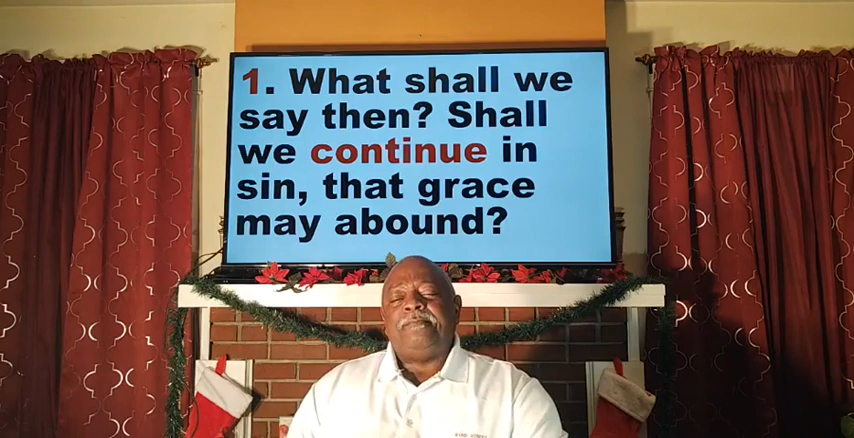 1. What shall we
say then? Shall
we continue in
sin, that grace
may abound?